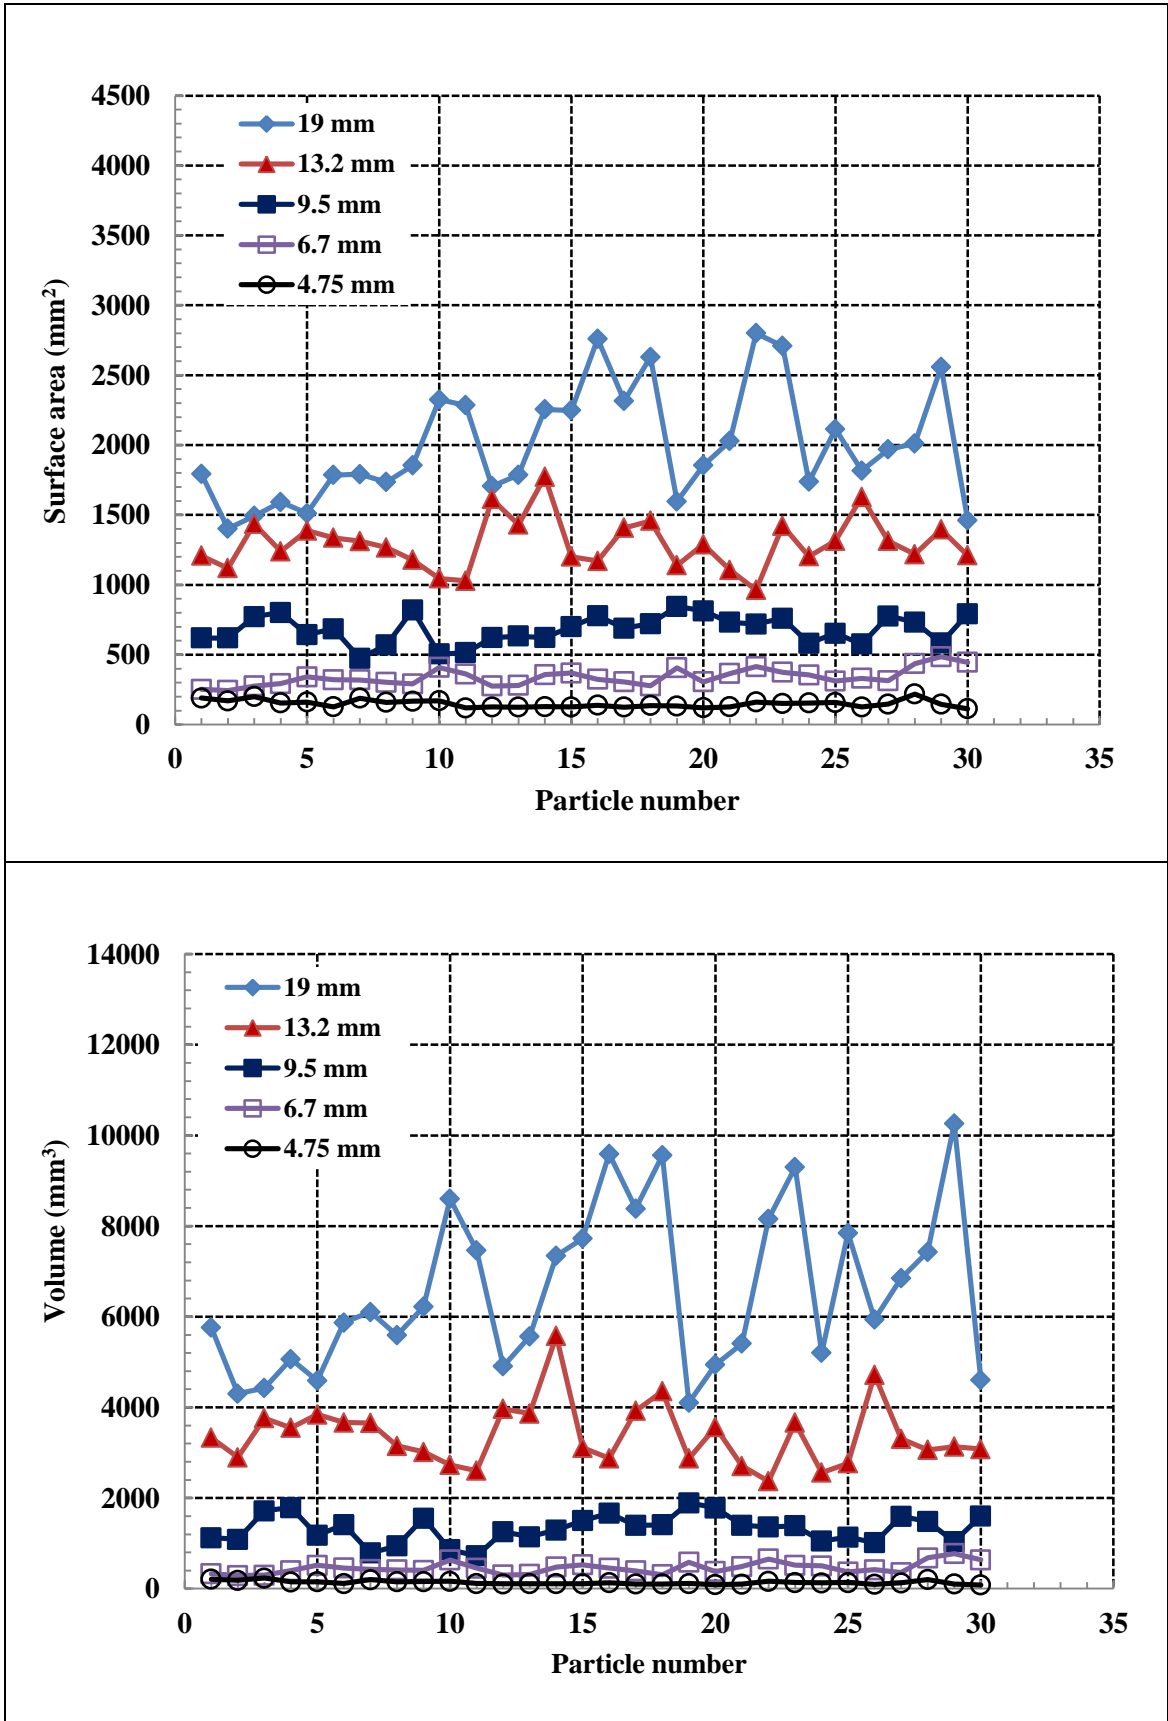 4500
4000
3500
3000
2500
2000
1500
1000
500
0
Surface area (mm²)
19 mm
13.2 mm
9.5 mm
6.7 mm
4.75 mm
0 5 10 15 20 25 30 35
Particle number
14000
12000
10000
8000
6000
4000
2000
0
Volume (mm³)
19 mm
13.2 mm
9.5 mm
6.7 mm
4.75 mm
0 5 10 15 20 25 30 35
Particle number